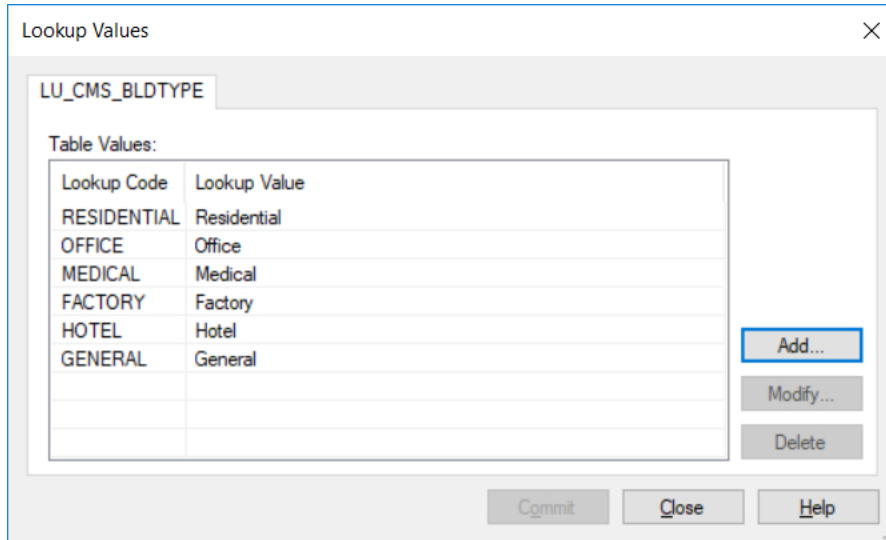 Lookup Values
LU_CMS_BLDTYPE
Table Values:
Lookup Code Lookup Value
RESIDENTIAL Residential
OFFICE Office
MEDICAL Medical
FACTORY Factory
HOTEL Hotel
GENERAL General
Add...
Modify...
Delete
Commit Close Help